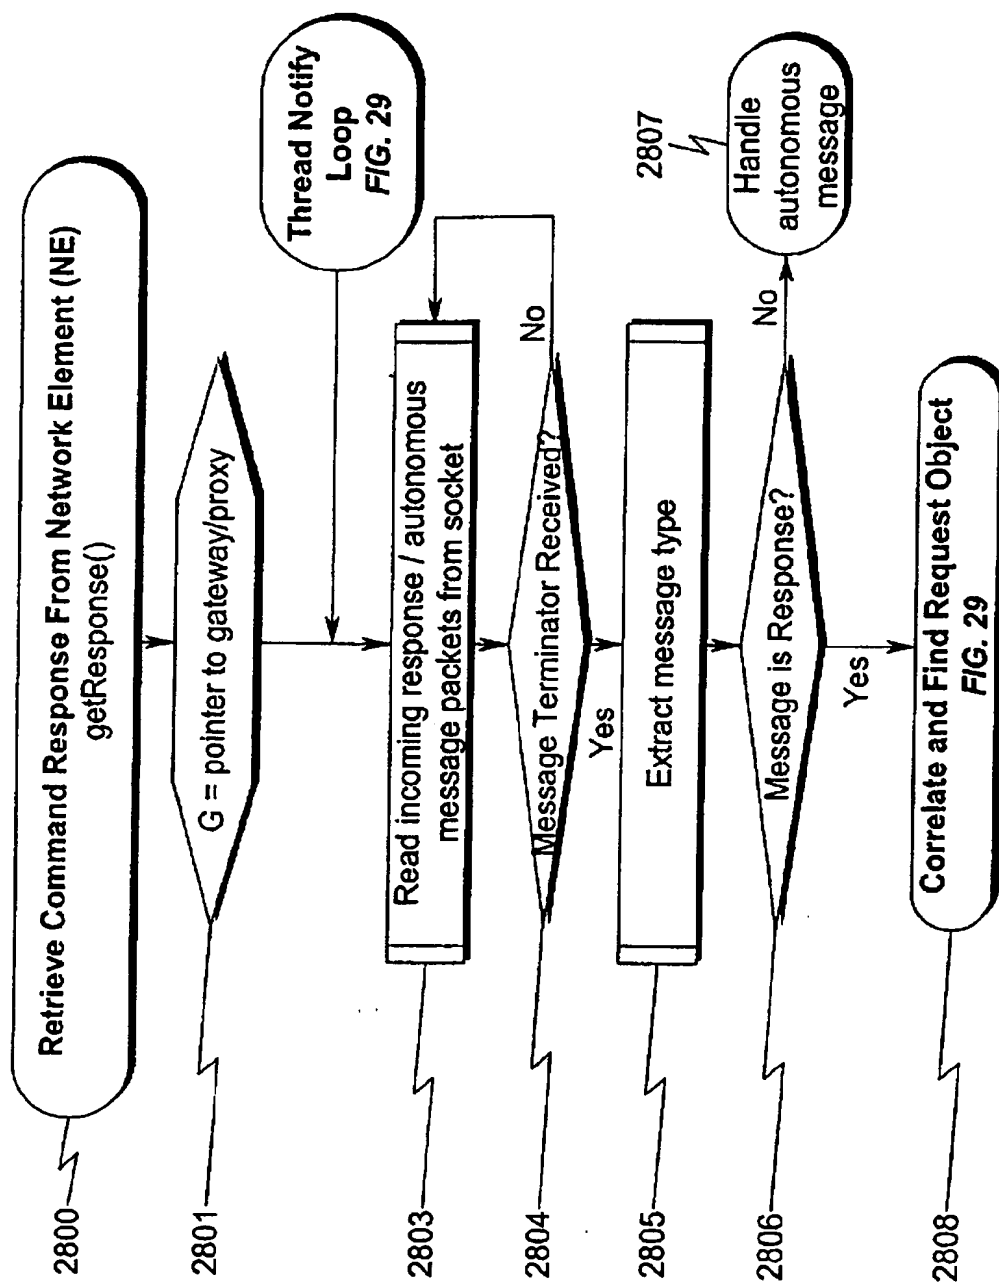 2800
Retrieve Command Response From Network Element (NE)
getResponse()
2801
G = pointer to gateway/proxy
Thread Notify
Loop
FIG. 29
2803
Read incoming response / autonomous
message packets from socket
2804
Message Terminator Received?
No
Yes
2805
Extract message type
2806
Message is Response?
No
2807
Handle
autonomous
message
Yes
2808
Correlate and Find Request Object
FIG. 29